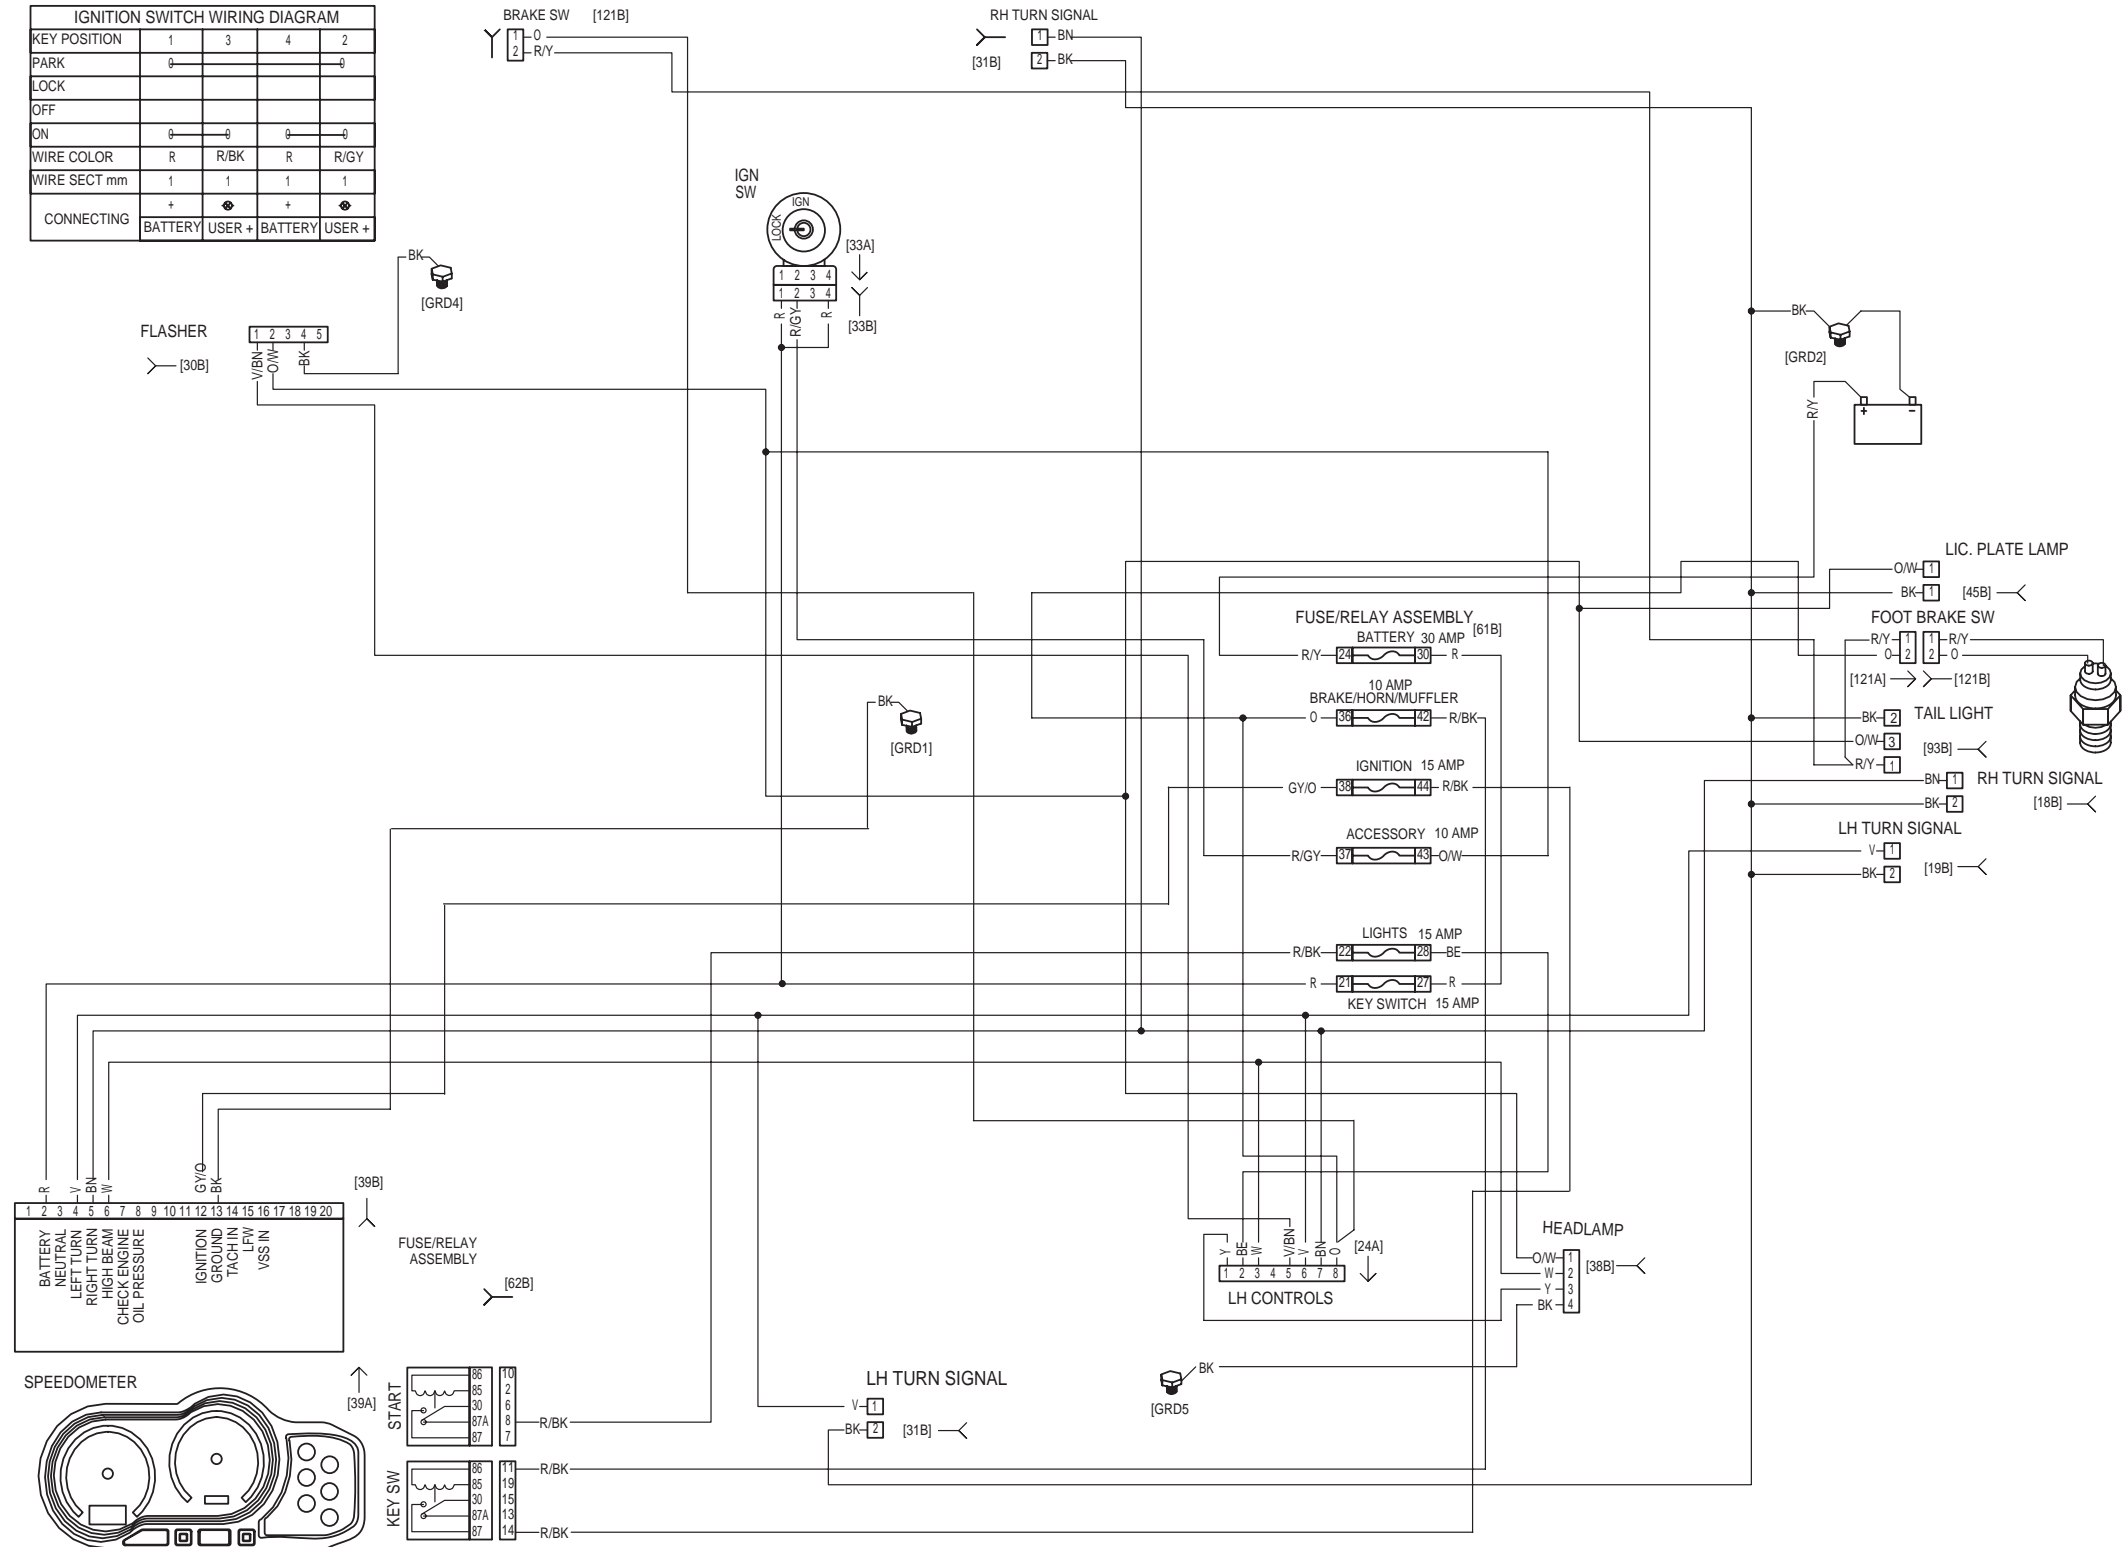 IGNITION SWITCH WIRING DIAGRAM
KEY POSITION 1 3 4 2
PARK 0 0
LOCK
OFF
ON 0 0 0 0
WIRE COLOR R R/BK R R/GY
WIRE SECT mm 1 1 1 1
CONNECTING + +
BATTERY USER + BATTERY USER +
BRAKE SW [121B]
1 O
2 R/Y
RH TURN SIGNAL
1 BN
[31B] 2 BK
IGN
SW
IGN
LOCK
[33A]
1 2 3 4
1 2 3 4
R R/GY R
[33B]
BK
[GRD4]
FLASHER
1 2 3 4 5
[30B]
V/BN O/W BK
BK
[GRD2]
R/Y
+ –
LIC. PLATE LAMP
O/W 1
BK 1 [45B]
FOOT BRAKE SW
R/Y 1 1 R/Y
O 2 2 O
[121A] [121B]
BK 2 TAIL LIGHT
O/W 3 [93B]
R/Y 1
BN 1 RH TURN SIGNAL
BK 2 [18B]
LH TURN SIGNAL
V 1
BK 2 [19B]
FUSE/RELAY ASSEMBLY
[61B]
BATTERY 30 AMP
R/Y 24 30 R
10 AMP
BRAKE/HORN/MUFFLER
O 36 42 R/BK
IGNITION 15 AMP
GY/O 38 44 R/BK
ACCESSORY 10 AMP
R/GY 37 43 O/W
LIGHTS 15 AMP
R/BK 22 28 BE
R 21 27 R
KEY SWITCH 15 AMP
BK
[GRD1]
R V BN W GY/O BK
[39B]
1 2 3 4 5 6 7 8 9 10 11 12 13 14 15 16 17 18 19 20
BATTERY
NEUTRAL
LEFT TURN
RIGHT TURN
HIGH BEAM
CHECK ENGINE
OIL PRESSURE
IGNITION
GROUND
TACH IN
LFW
VSS IN
FUSE/RELAY
ASSEMBLY
[62B]
SPEEDOMETER
[39A]
START
86 10
85 2
30 6
87A 8 R/BK
87 7
KEY SW
86 11 R/BK
85 19
30 15
87A 13
87 14 R/BK
LH TURN SIGNAL
V 1
BK 2 [31B]
Y BE W V/BN V BN O
[24A]
1 2 3 4 5 6 7 8
LH CONTROLS
BK
[GRD5
HEADLAMP
O/W 1
W 2 [38B]
Y 3
BK 4